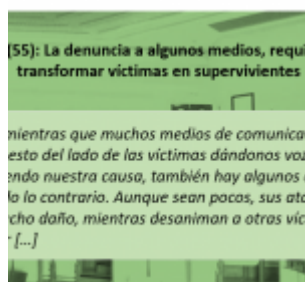 (55): La denuncia a algunos medios, requi
transformar víctimas en supervivientes
mientras que muchos medios de comunica
esto del lado de las víctimas dándonos voz
endo nuestra causa, también hay algunos
lo lo contrario. Aunque sean pocos, sus ata
cho daño, mientras desaniman a otras víc
r [...]